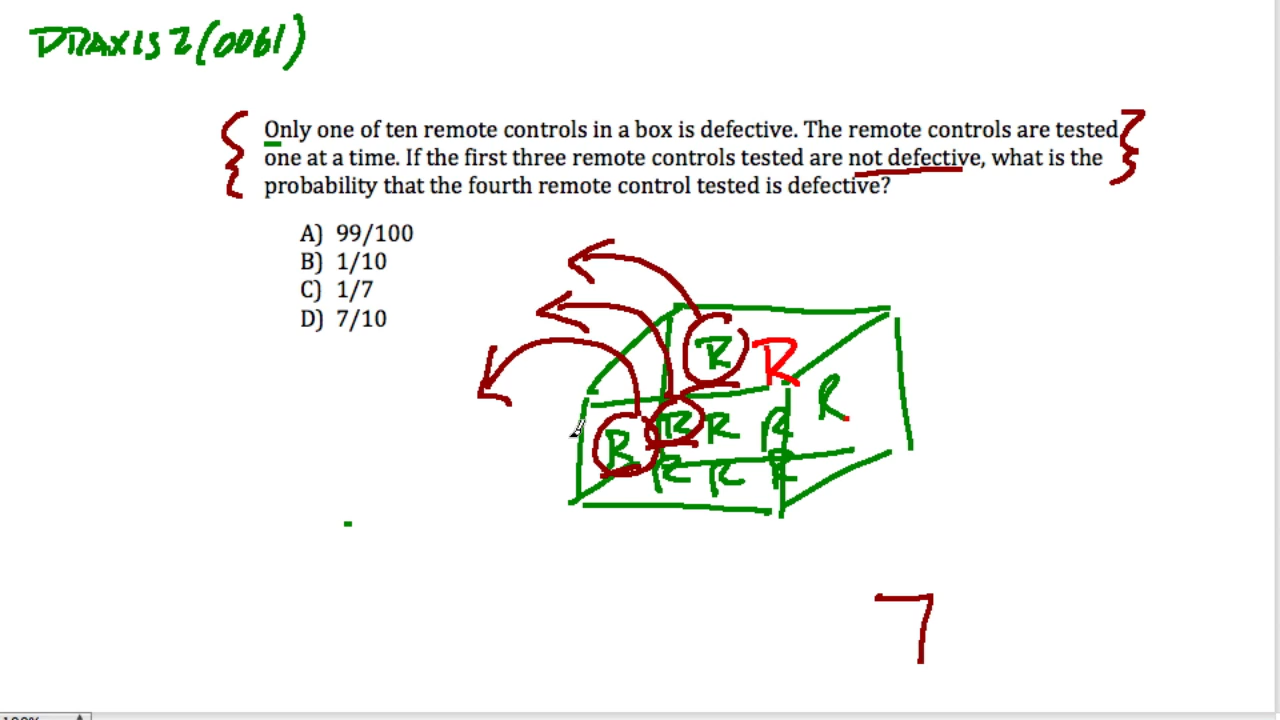 PRAXIS 2 (0061)
Only one of ten remote controls in a box is defective. The remote controls are tested
one at a time. If the first three remote controls tested are not defective, what is the
probability that the fourth remote control tested is defective?
A) 99/100
B) 1/10
C) 1/7
D) 7/10
R R
R
R R R
R
R R R
7